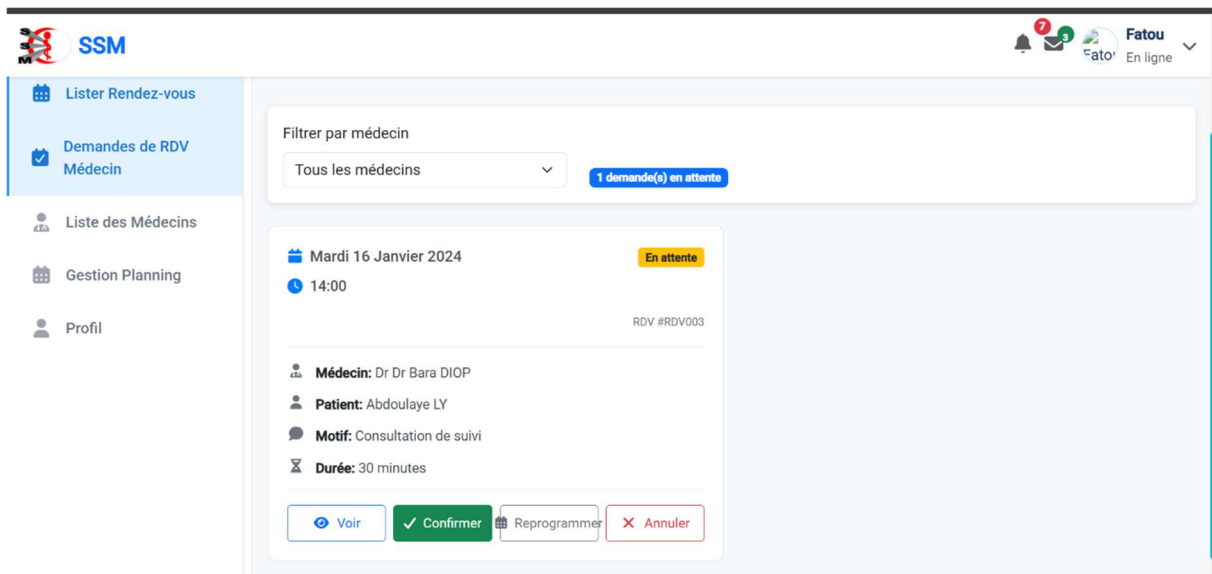 SSM
SSM
7
3
Fatou
Fatou
En ligne
Lister Rendez-vous
Demandes de RDV
Médecin
Liste des Médecins
Gestion Planning
Profil
Filtrer par médecin
Tous les médecins
1 demande(s) en attente
Mardi 16 Janvier 2024
En attente
14:00
RDV #RDV003
Médecin: Dr Dr Bara DIOP
Patient: Abdoulaye LY
Motif: Consultation de suivi
Durée: 30 minutes
Voir
Confirmer
Reprogrammer
Annuler